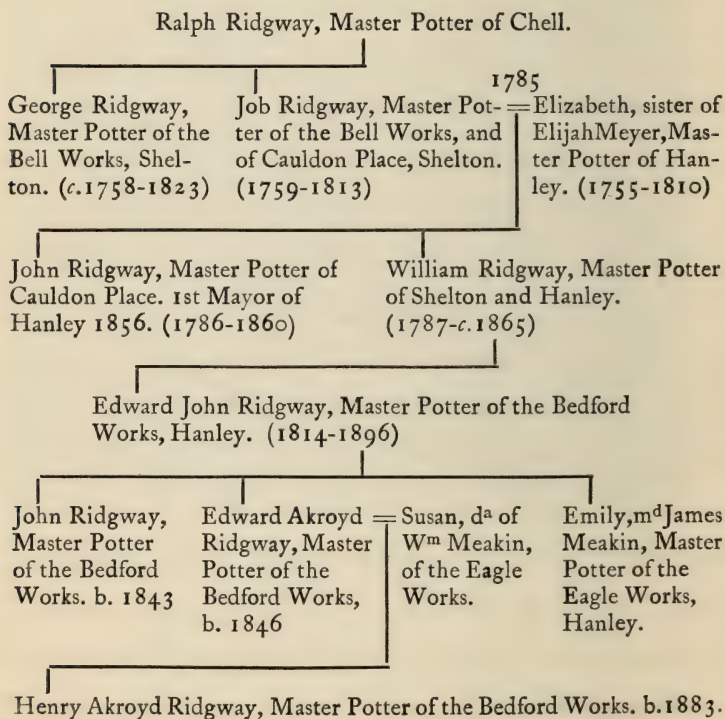 Ralph Ridgway, Master Potter of Chell.
George Ridgway,
Master Potter of the
Bell Works, Shel-
ton. (c.1758-1823)
Job Ridgway, Master Pot-
ter of the Bell Works, and
of Cauldon Place, Shelton.
(1759-1813)
1785
=
Elizabeth, sister of
ElijahMeyer,Mas-
ter Potter of Han-
ley. (1755-1810)
John Ridgway, Master Potter of
Cauldon Place. 1st Mayor of
Hanley 1856. (1786-1860)
William Ridgway, Master Potter
of Shelton and Hanley.
(1787-c.1865)
Edward John Ridgway, Master Potter of the Bedford
Works, Hanley. (1814-1896)
John Ridgway,
Master Potter
of the Bedford
Works. b. 1843
Edward Akroyd
Ridgway, Master
Potter of the
Bedford Works,
b. 1846
=
Susan, dᵃ of
Wᵐ Meakin,
of the Eagle
Works.
Emily,mᵈJames
Meakin, Master
Potter of the
Eagle Works,
Hanley.
Henry Akroyd Ridgway, Master Potter of the Bedford Works. b.1883.